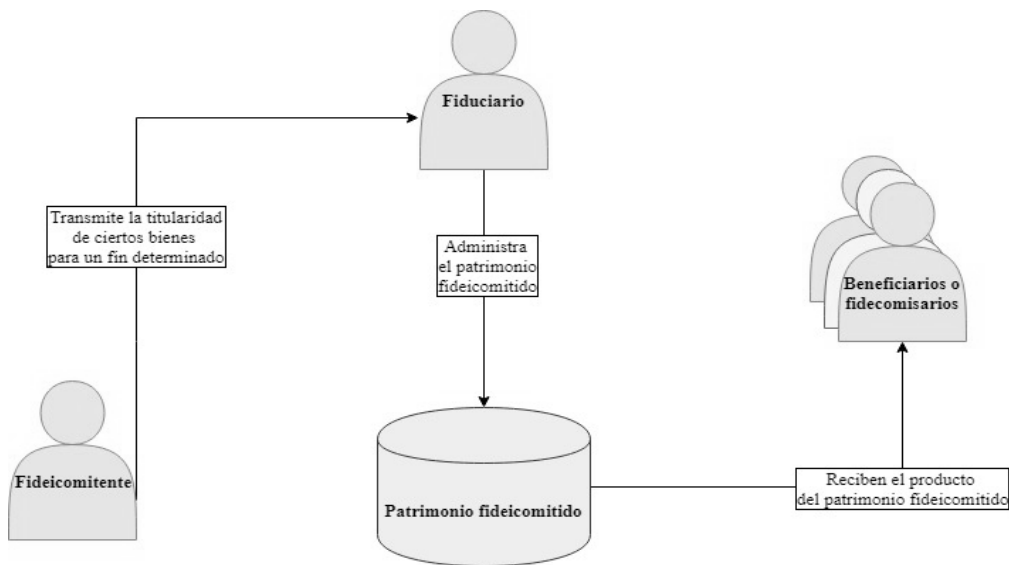 Fiduciario
Transmite la titularidad
de ciertos bienes
para un fin determinado
Administra
el patrimonio
fideicomitido
Beneficiarios o
fidecomisarios
Fideicomitente
Patrimonio fideicomitido
Reciben el producto
del patrimonio fideicomitido